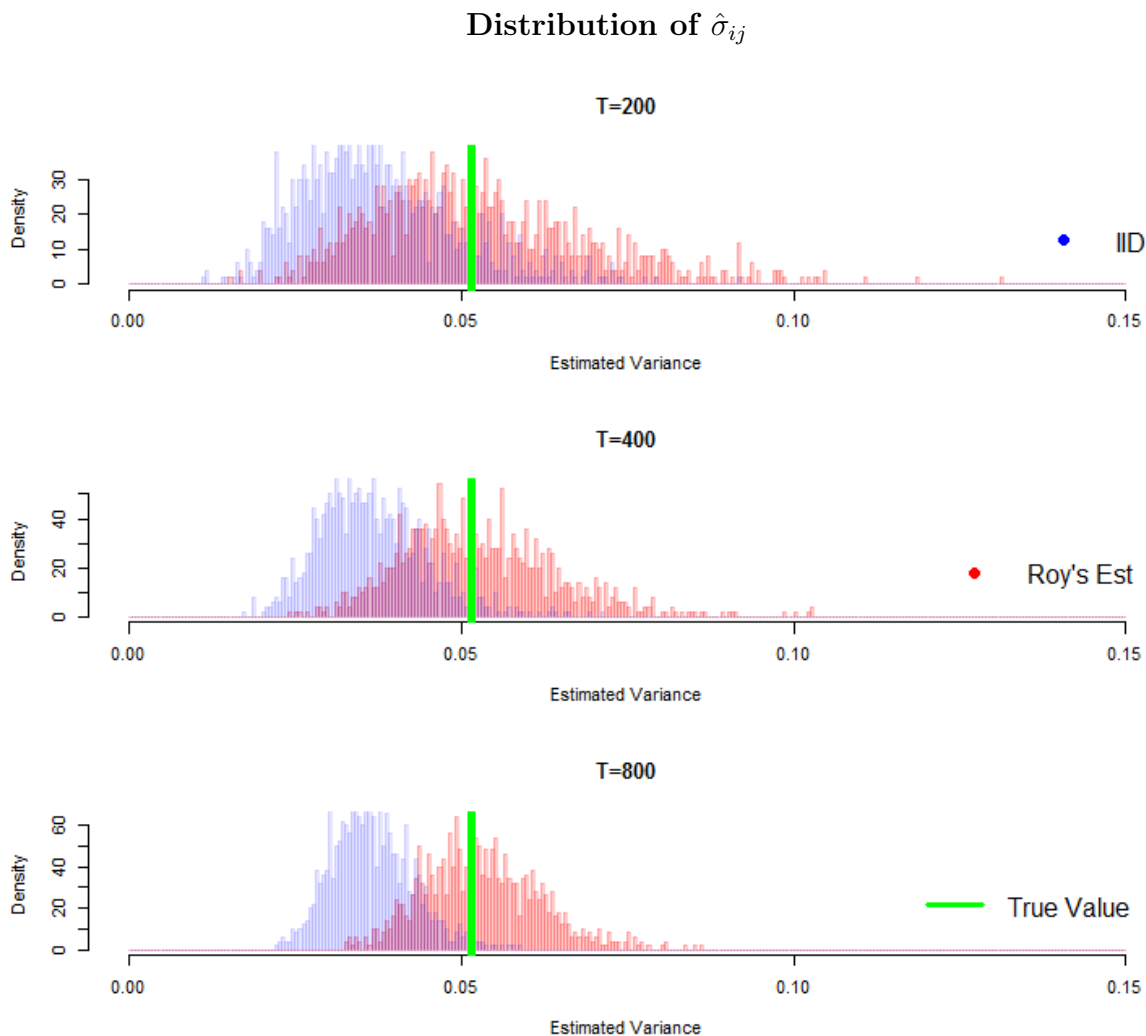 Distribution of σ̂ij
T=200
Density
0 10 20 30
IID
0.00 0.05 0.10 0.15
Estimated Variance
T=400
Density
0 20 40
Roy's Est
0.00 0.05 0.10 0.15
Estimated Variance
T=800
Density
0 20 40 60
True Value
0.00 0.05 0.10 0.15
Estimated Variance